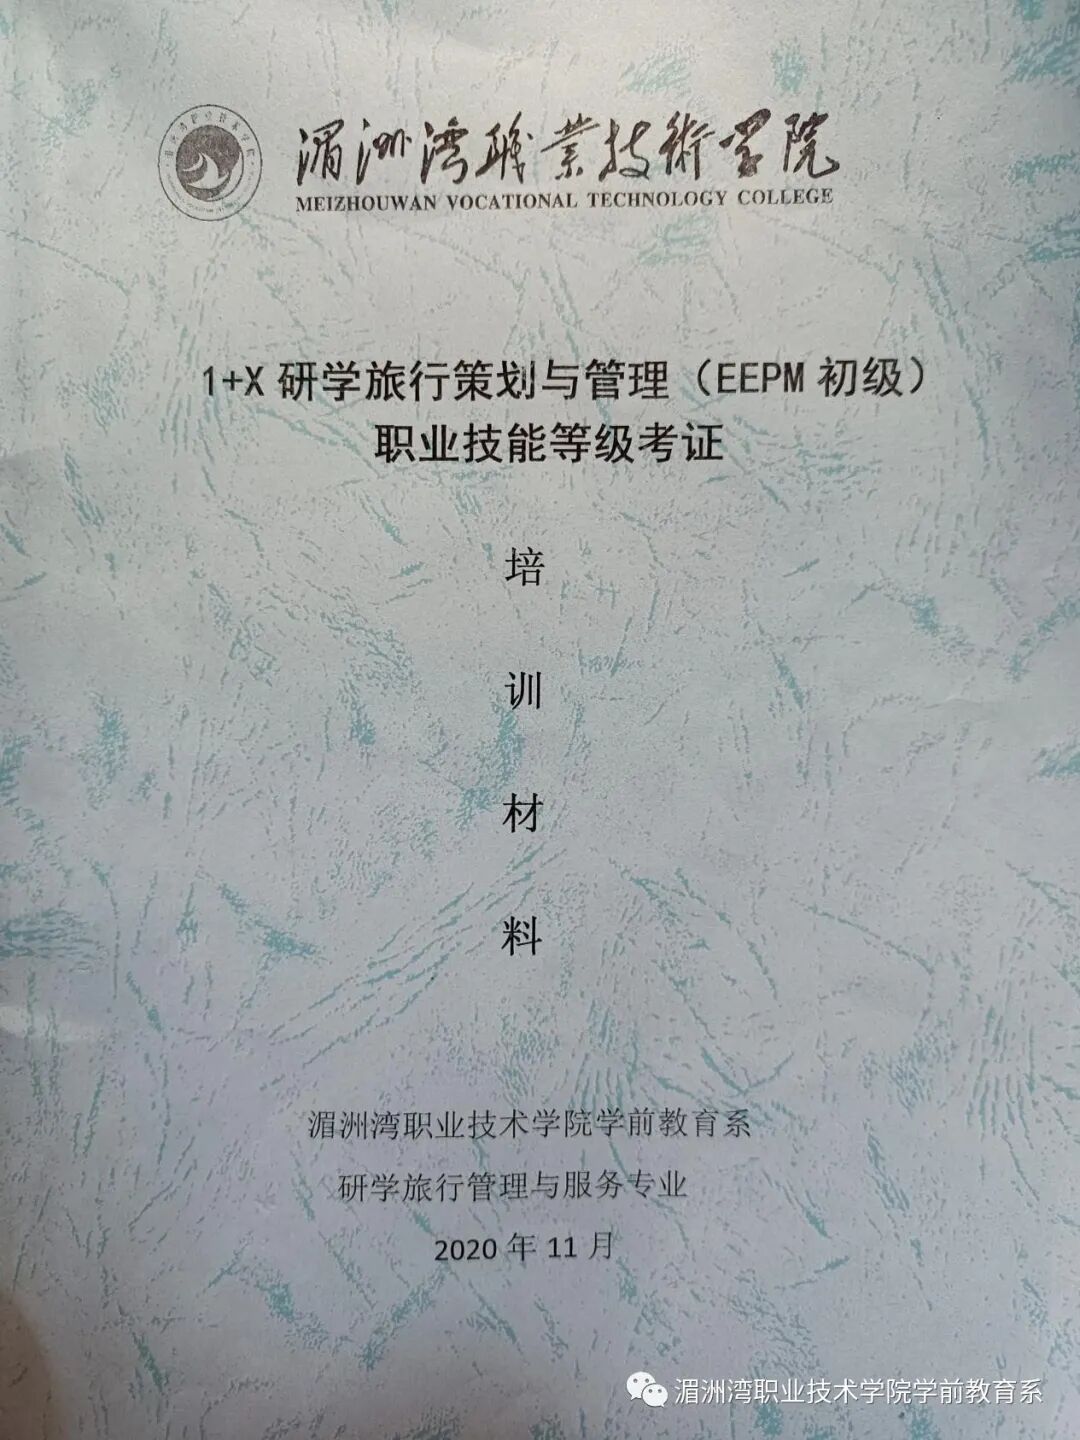 湄洲湾職業技術学院
MEIZHOUWAN VOCATIONAL TECHNOLOGY COLLEGE
1+X 研学旅行策划与管理（EEPM 初级）
职业技能等级考证
培
训
材
料
湄洲湾职业技术学院学前教育系
研学旅行管理与服务专业
2020 年 11 月
湄洲湾职业技术学院学前教育系